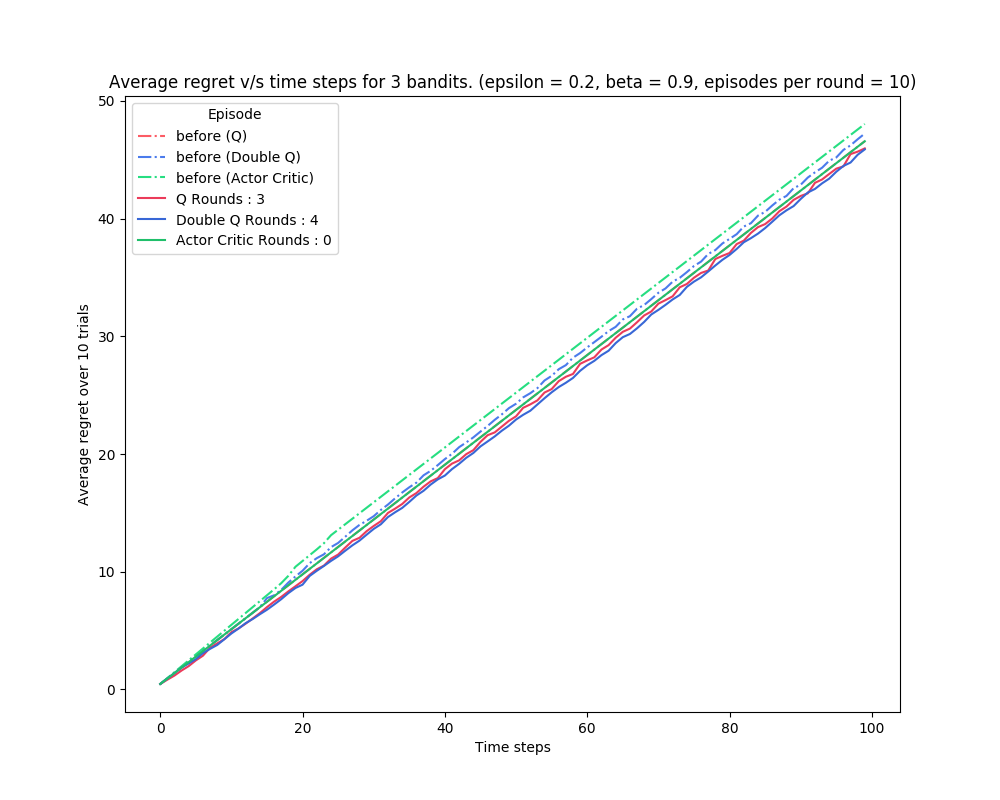 Average regret v/s time steps for 3 bandits. (epsilon = 0.2, beta = 0.9, episodes per round = 10)
Episode
before (Q)
before (Double Q)
before (Actor Critic)
Q Rounds : 3
Double Q Rounds : 4
Actor Critic Rounds : 0
Average regret over 10 trials
50
40
30
20
10
0
0 20 40 60 80 100
Time steps